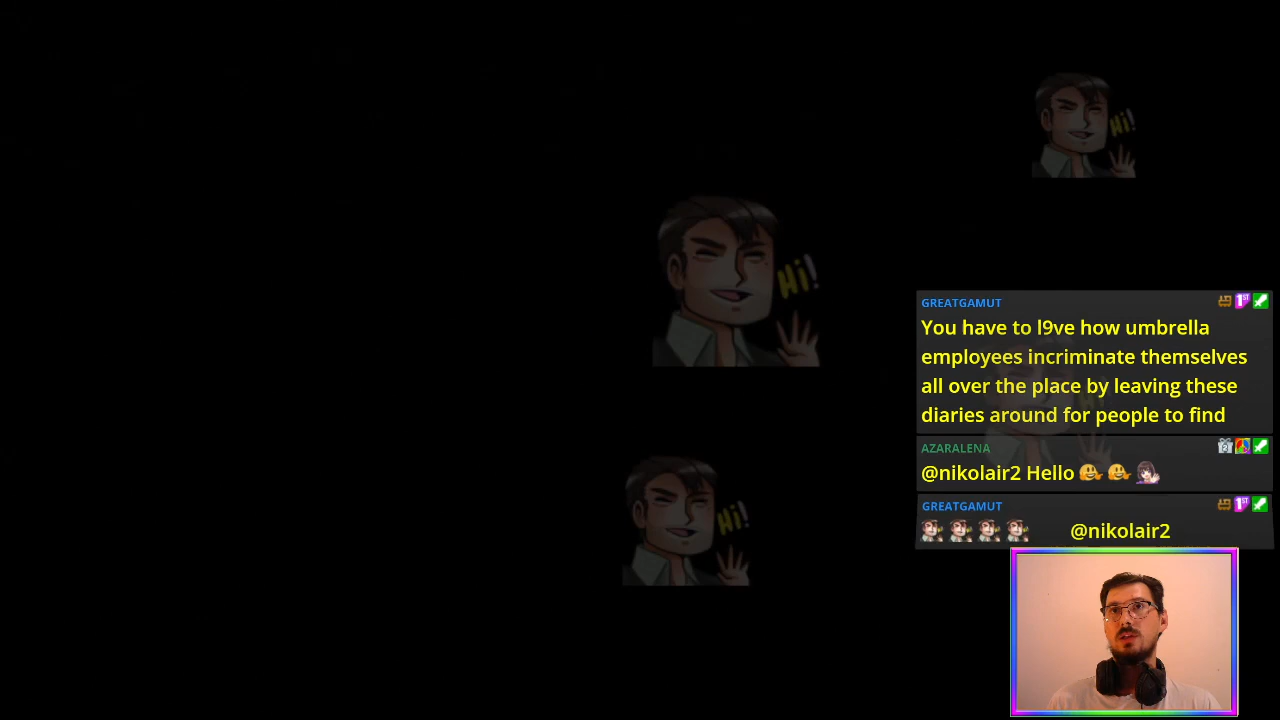 Hi!
Hi!
GREATGAMUT
You have to l9ve how umbrella
employees incriminate themselves
all over the place by leaving these
diaries around for people to find
AZARALENA
@nikolair2 Hello
GREATGAMUT
@nikolair2
Hi!